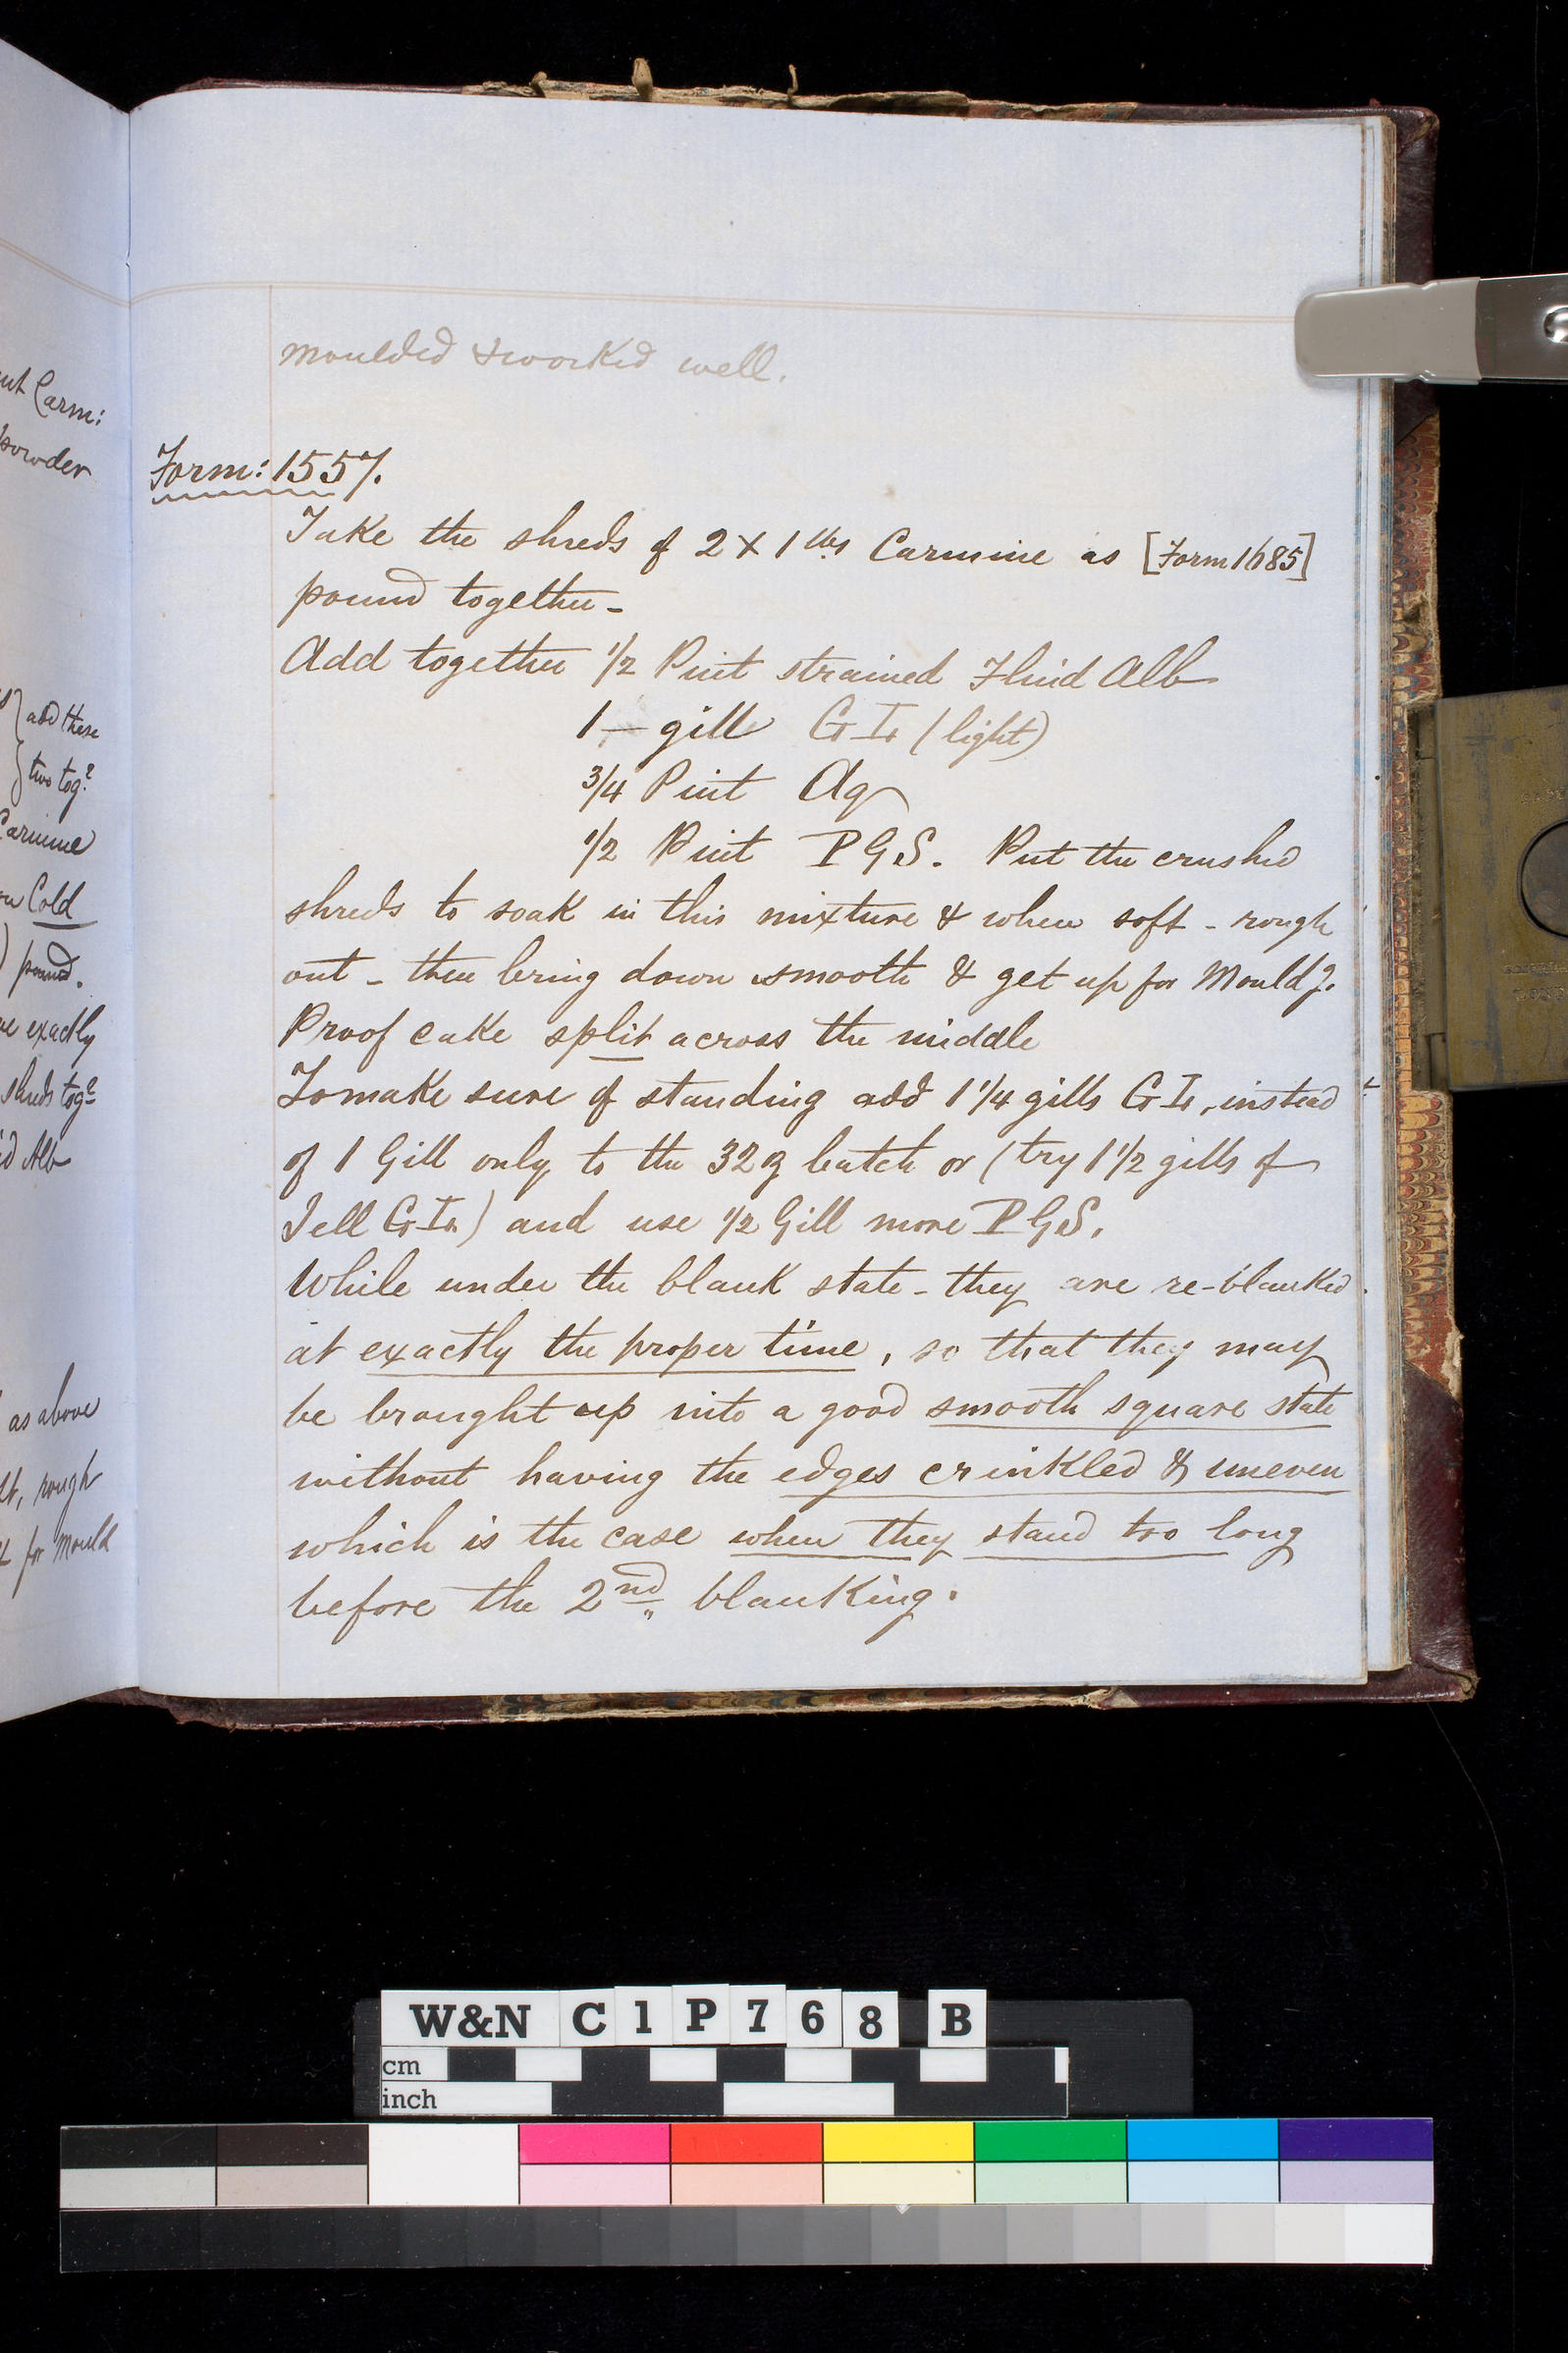 ut Carm:
powder
add these
two tog?
Carmine
Cold
pound.
exactly
shreds tog?
Alb
as above
rough
for Mould
moulded & worked well.
Form: 1557.
Take the shreds of 2 X 1 lbs Carmine as [Form 1685]
pound together -
Add together 1/2 Pint strained Fluid Alb
1 - gill G I. (light)
3/4 Pint Aq
1/2 Pint P G S. Put the crushed
shreds to soak in this mixture & when soft - rough
out - then bring down smooth & get up for Mouldg.
Proof cake split across the middle
To make sure of standing add 1 1/4 gills G I., instead
of 1 Gill only to the 32 oz batch or (try 1 1/2 gills of
Jell G I.) and use 1/2 Gill more P G S.
While under the blank state - they are re-blanked
at exactly the proper time, so that they may
be brought up into a good smooth square state
without having the edges crinkled & uneven
which is the case when they stand too long
before the 2nd blanking.
W&N C 1 P 7 6 8 B
cm
inch